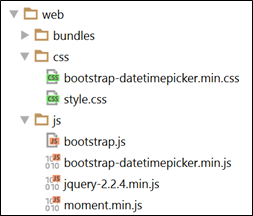 web
bundles
css
bootstrap-datetimepicker.min.css
style.css
js
bootstrap.js
bootstrap-datetimepicker.min.js
jquery-2.2.4.min.js
moment.min.js